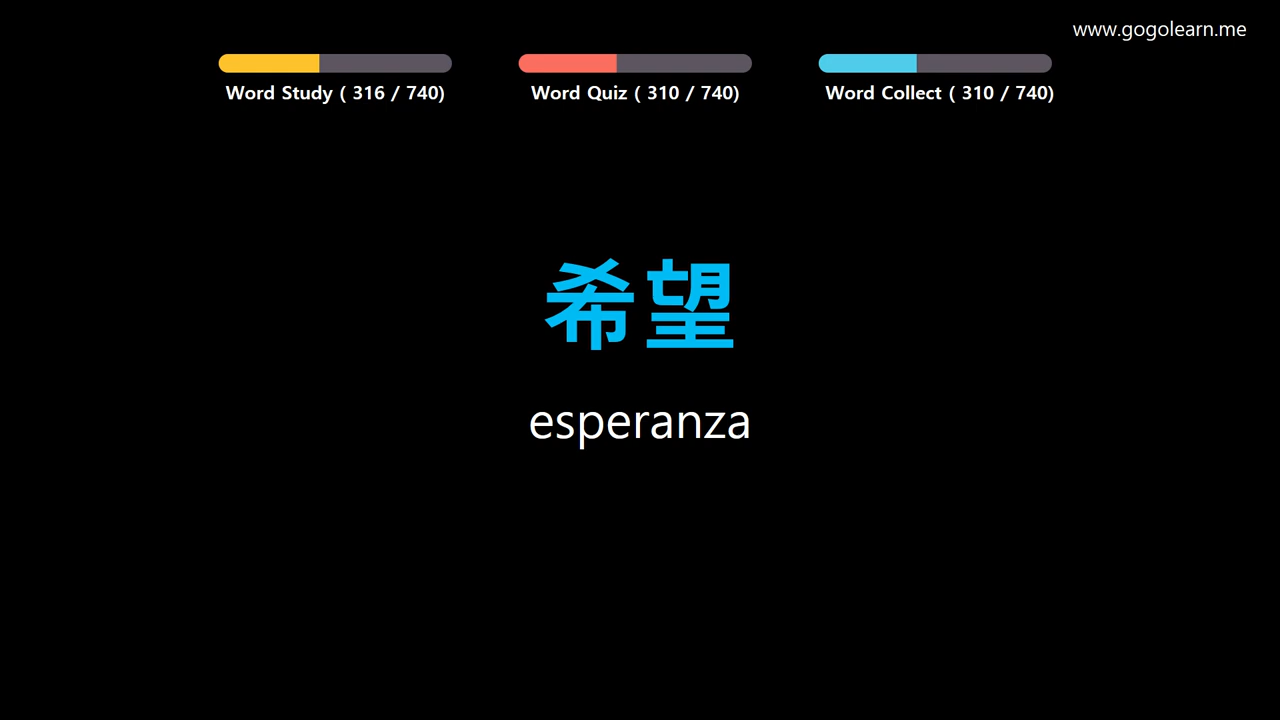 www.gogolearn.me
Word Study ( 316 / 740)
Word Quiz ( 310 / 740)
Word Collect ( 310 / 740)
希望
esperanza